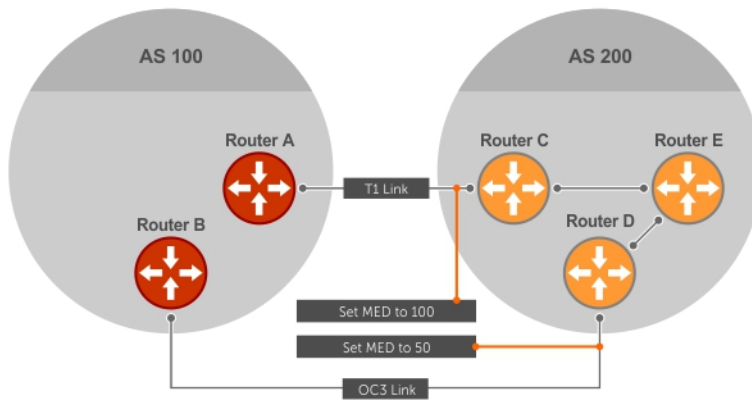 AS 100
AS 200
Router A
Router C
Router E
T1 Link
Router B
Router D
Set MED to 100
Set MED to 50
OC3 Link